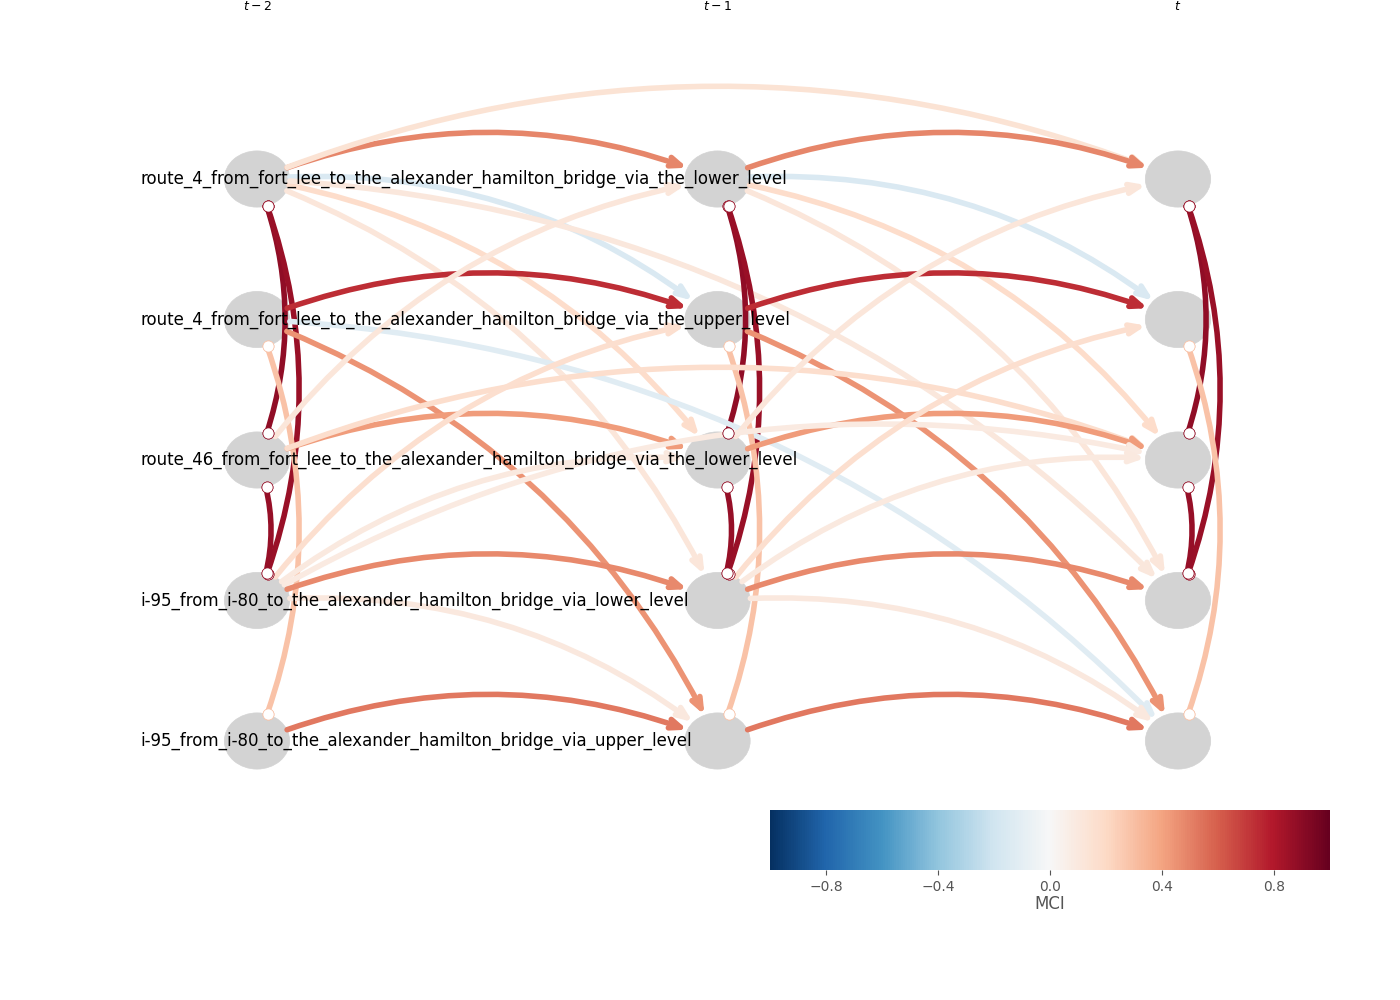 t − 2 t − 1 t
route_4_from_fort_lee_to_the_alexander_hamilton_bridge_via_the_lower_level
route_4_from_fort_lee_to_the_alexander_hamilton_bridge_via_the_upper_level
route_46_from_fort_lee_to_the_alexander_hamilton_bridge_via_the_lower_level
i-95_from_i-80_to_the_alexander_hamilton_bridge_via_lower_level
i-95_from_i-80_to_the_alexander_hamilton_bridge_via_upper_level
−0.8 −0.4 0.0 0.4 0.8
MCI